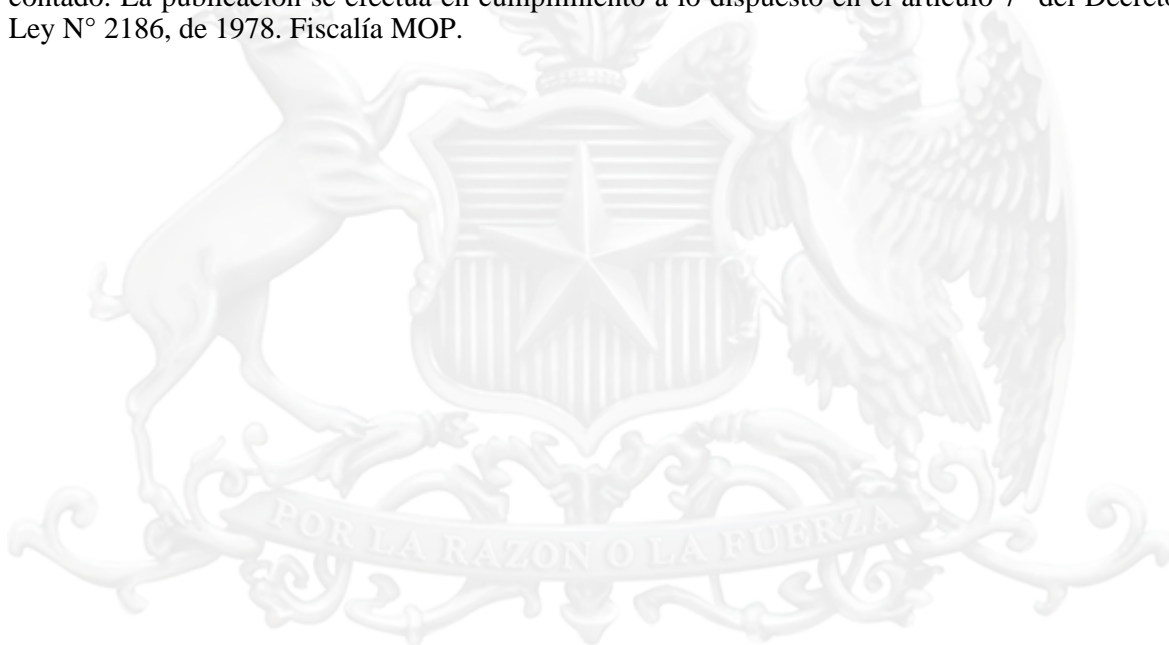 contado. La publicación se efectúa en cumplimiento a lo dispuesto en el artículo 7° del Decreto
Ley N° 2186, de 1978. Fiscalía MOP.
POR LA RAZON O LA FUERZA